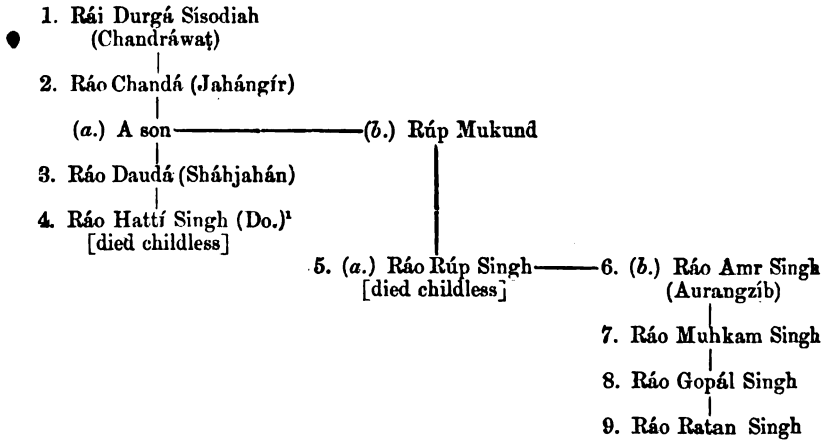 1. Rái Durgá Sísodiah
(Chandráwaṭ)
2. Ráo Chandá (Jahángír)
(a.) A son (b.) Rúp Mukund
3. Ráo Daudá (Sháhjahán)
4. Ráo Hattí Singh (Do.)¹
[died childless]
5. (a.) Ráo Rúp Singh 6. (b.) Ráo Amr Singh
[died childless] (Aurangzíb)
7. Ráo Muhkam Singh
8. Ráo Gopál Singh
9. Ráo Ratan Singh